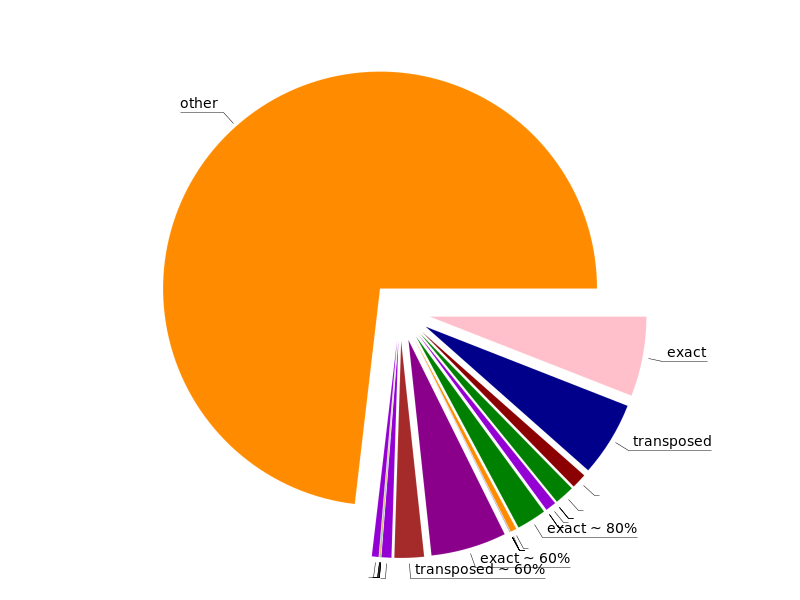 other
exact
transposed
exact ~ 80%
exact ~ 60%
transposed ~ 60%